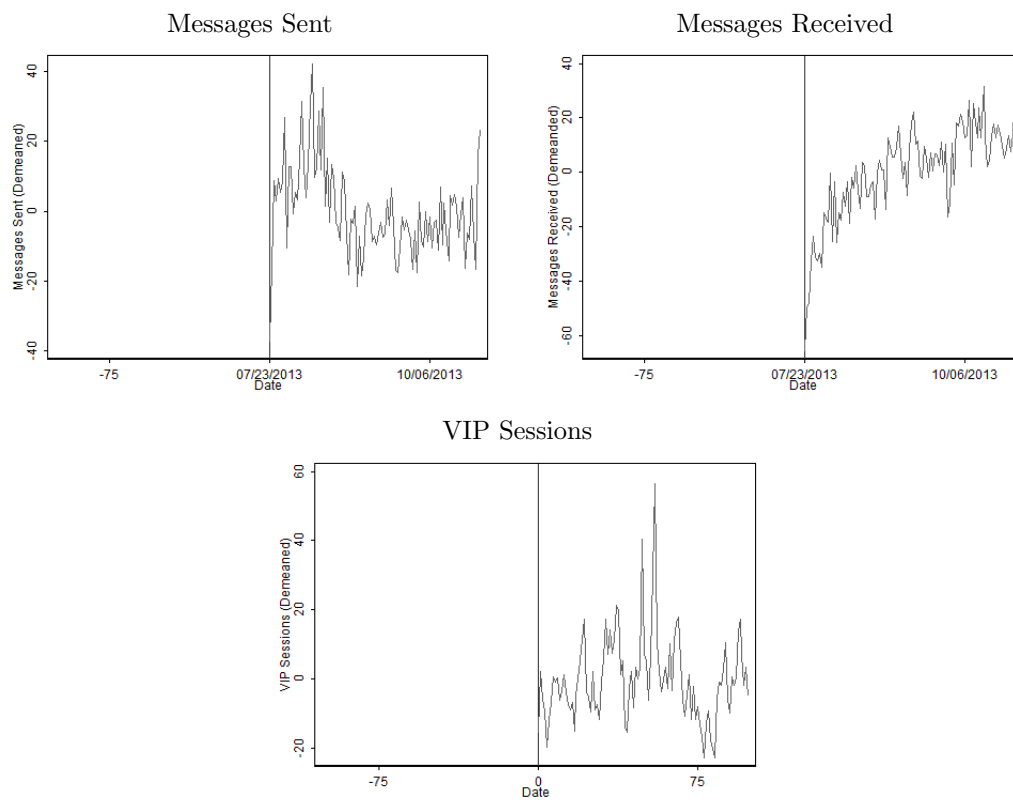 Messages Sent
Messages Sent (Demeaned)
40
20
0
-20
-40
-75
07/23/2013
10/06/2013
Date
Messages Received
Messages Received (Demeanded)
40
20
0
-20
-40
-60
-75
07/23/2013
10/06/2013
Date
VIP Sessions
VIP Sessions (Demeaned)
60
40
20
0
-20
-75
0
75
Date